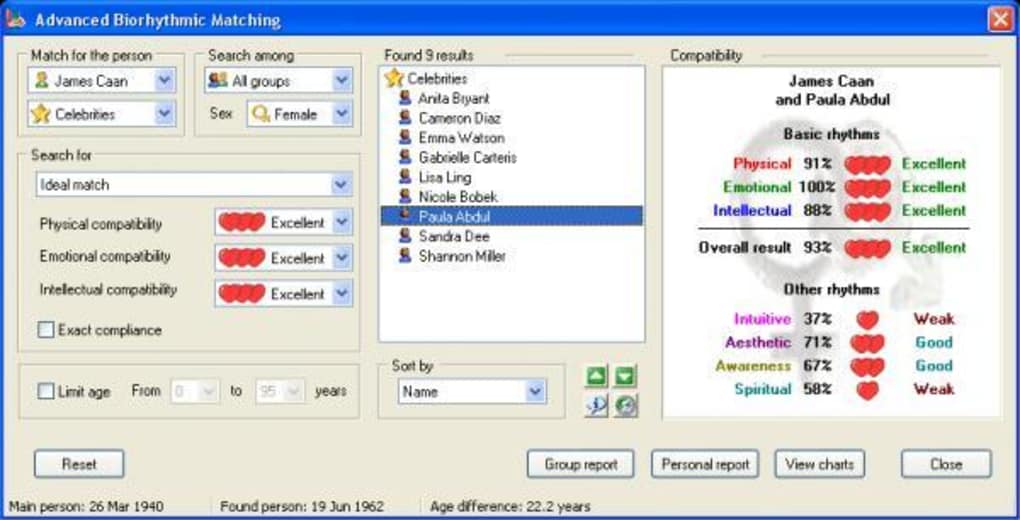 Advanced Biorhythmic Matching
Match for the person
James Caan
Celebrities
Search among
All groups
Sex Female
Search for
Ideal match
Physical compatibility Excellent
Emotional compatibility Excellent
Intellectual compatibility Excellent
Exact compliance
Limit age From 0 to 95 years
Found 9 results
Celebrities
Anita Bryant
Cameron Diaz
Emma Watson
Gabrielle Carteris
Lisa Ling
Nicole Bobek
Paula Abdul
Sandra Dee
Shannon Miller
Sort by
Name
Compatibility
James Caan
and Paula Abdul
Basic rhythms
Physical 91% Excellent
Emotional 100% Excellent
Intellectual 88% Excellent
Overall result 93% Excellent
Other rhythms
Intuitive 37% Weak
Aesthetic 71% Good
Awareness 67% Good
Spiritual 58% Weak
Reset
Group report
Personal report
View charts
Close
Main person: 26 Mar 1940
Found person: 19 Jun 1962
Age difference: 22.2 years